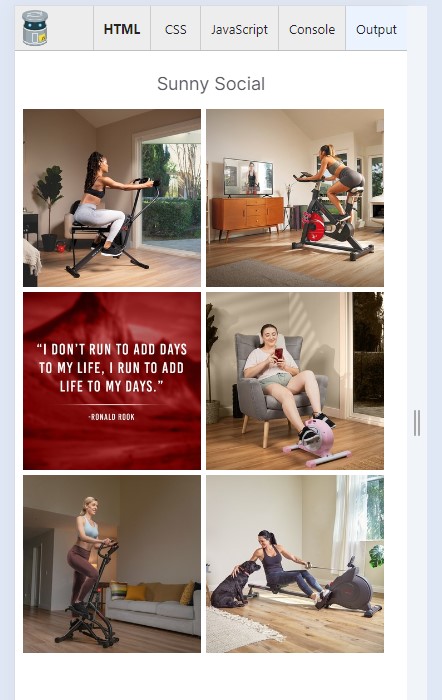 HTML CSS JavaScript Console Output
Sunny Social
“I DON’T RUN TO ADD DAYS
TO MY LIFE, I RUN TO ADD
LIFE TO MY DAYS.”
-RONALD ROOK